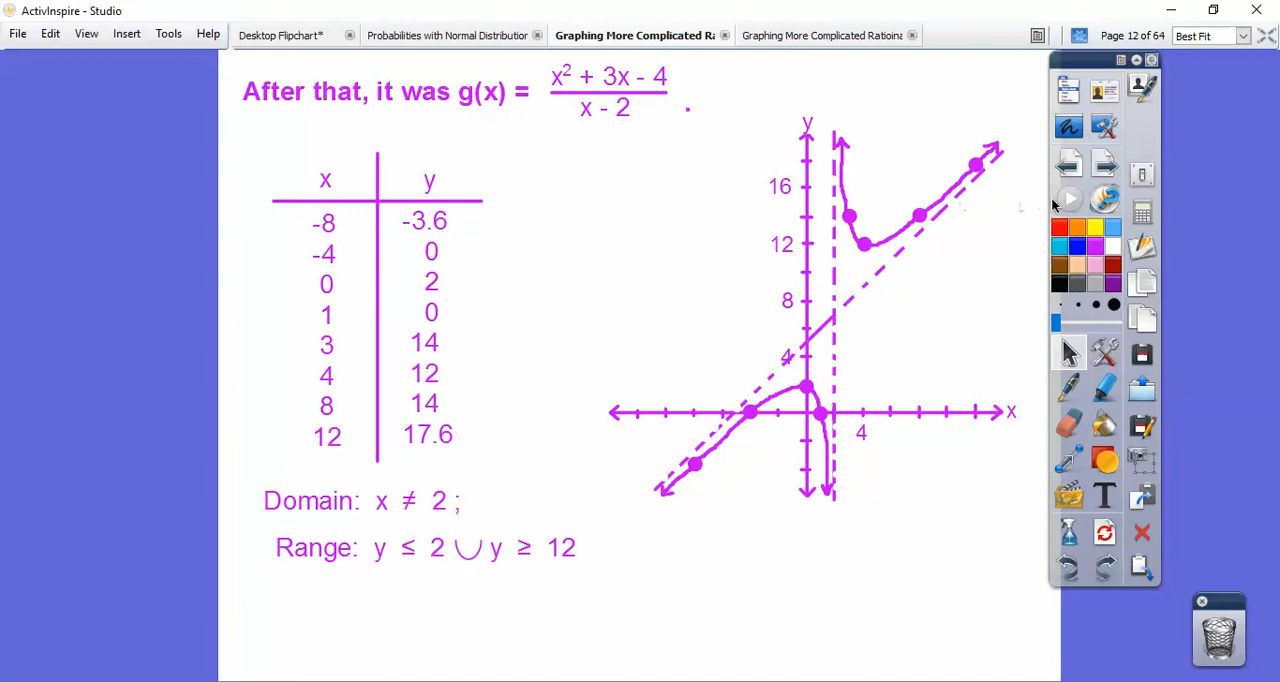 ActivInspire - Studio
File Edit View Insert Tools Help
Desktop Flipchart*
Probabilities with Normal Distribution
Graphing More Complicated Ra
Graphing More Complicated Rationa
Page 12 of 64
Best Fit
After that, it was g(x) = x² + 3x - 4
x - 2 .
x y
-8 -3.6
-4 0
0 2
1 0
3 14
4 12
8 14
12 17.6
Domain: x ≠ 2 ;
Range: y ≤ 2 ∪ y ≥ 12
y
16
12
8
4
4
x
T